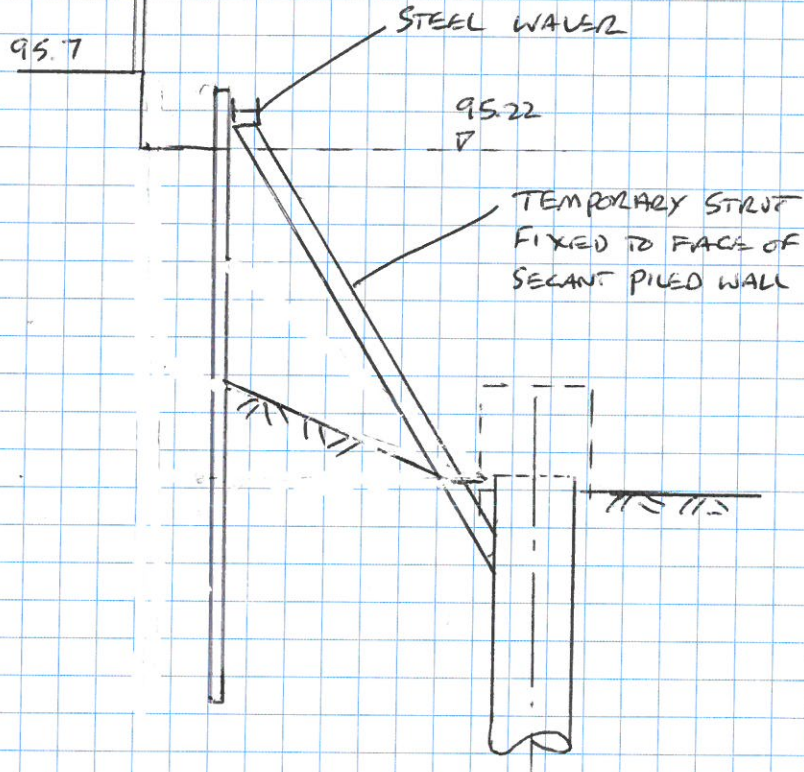 STEEL WALER
95.7
95.22
TEMPORARY STRUT
FIXED TO FACE OF
SECANT PILED WALL